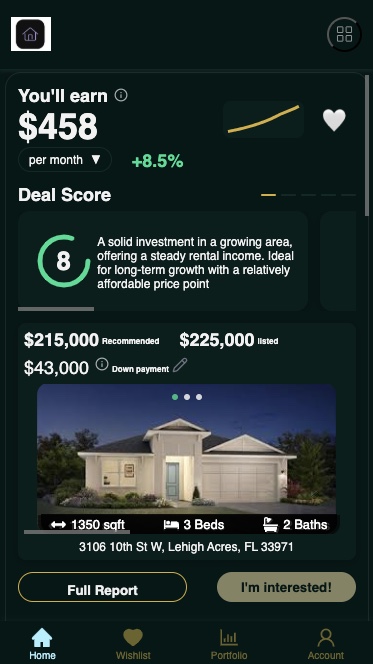 You'll earn
$458
per month ▼ +8.5%
Deal Score
8
A solid investment in a growing area,
offering a steady rental income. Ideal
for long-term growth with a relatively
affordable price point
$215,000 Recommended $225,000 listed
$43,000 Down payment
1350 sqft 3 Beds 2 Baths
3106 10th St W, Lehigh Acres, FL 33971
Full Report I'm interested!
Home Wishlist Portfolio Account